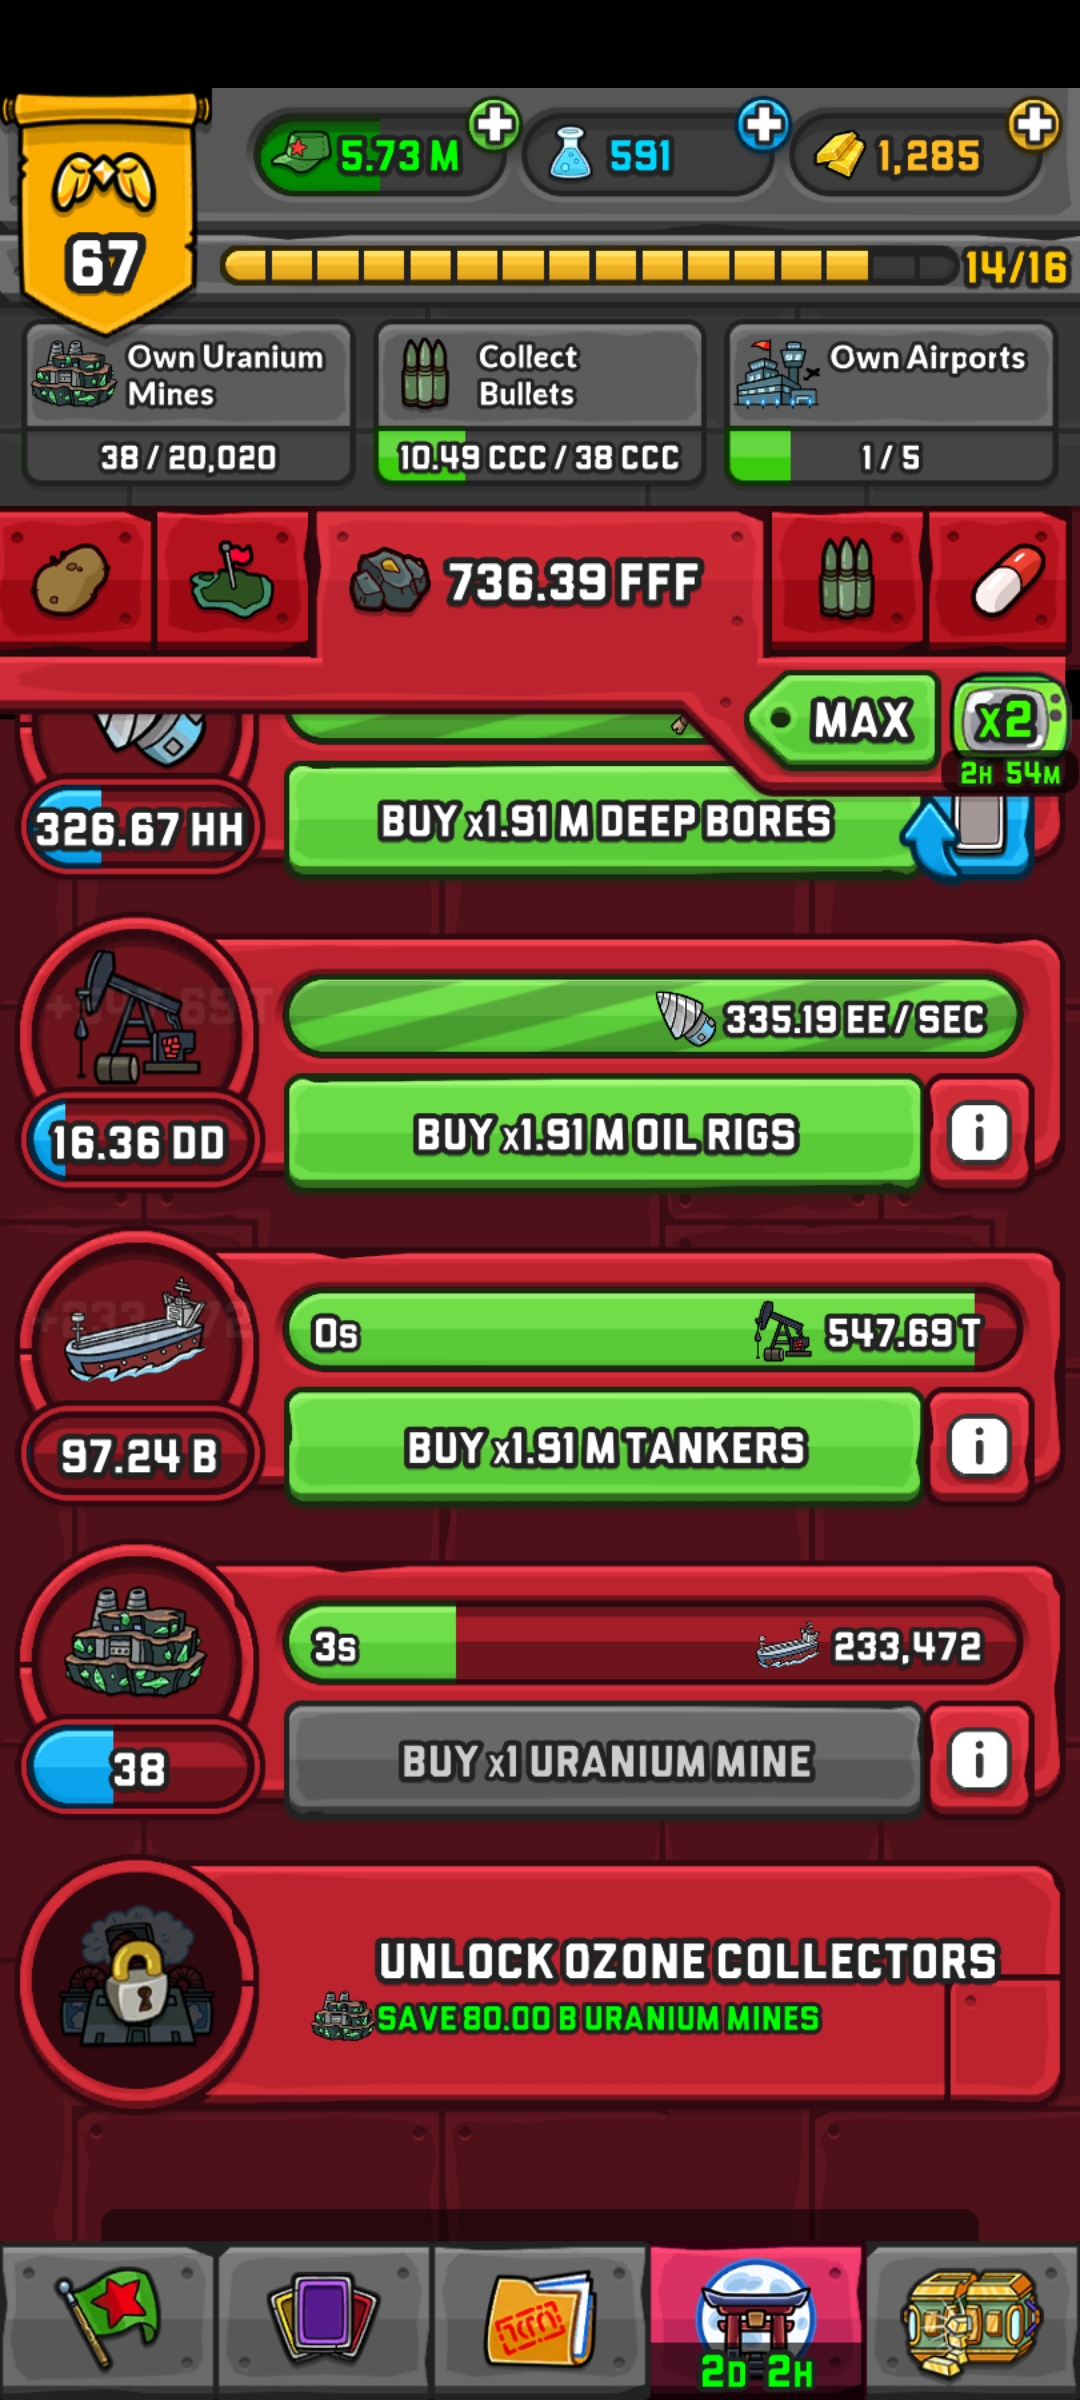 5.73 M
591
1,285
67
14/16
Own Uranium
Mines
38 / 20,020
Collect
Bullets
10.49 CCC / 38 CCC
Own Airports
1 / 5
736.39 FFF
MAX
x2
2H 54M
326.67 HH
BUY x1.91 M DEEP BORES
335.19 EE / SEC
16.36 DD
BUY x1.91 M OIL RIGS
i
0s
547.69 T
97.24 B
BUY x1.91 M TANKERS
i
3s
233,472
38
BUY x1 URANIUM MINE
i
UNLOCK OZONE COLLECTORS
SAVE 80.00 B URANIUM MINES
2D 2H